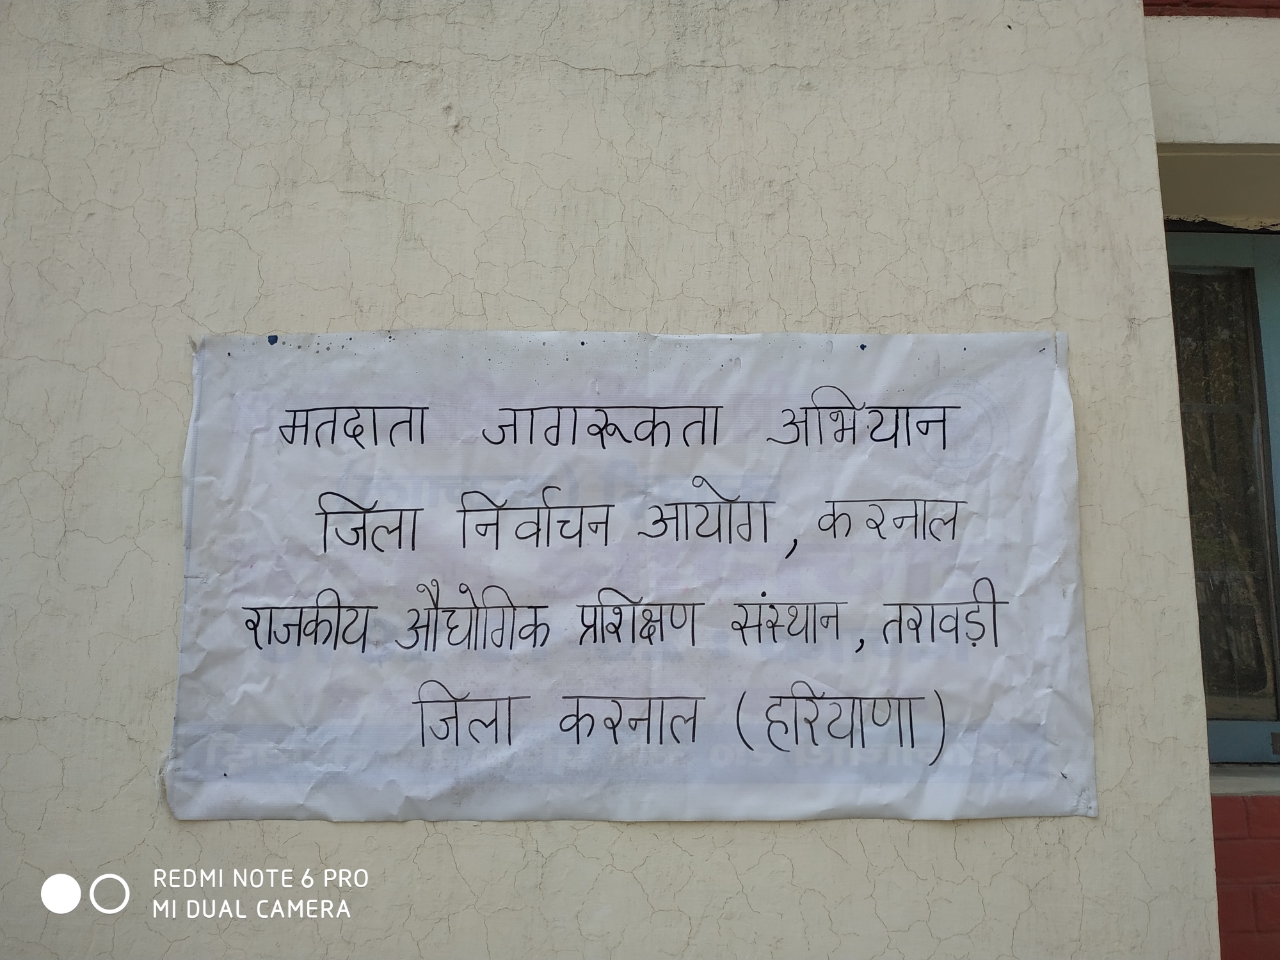 मतदाता जागरूकता अभियान
जिला निर्वाचन आयोग, करनाल
राजकीय औद्योगिक प्रशिक्षण संस्थान, तरावड़ी
जिला करनाल (हरियाणा)
REDMI NOTE 6 PRO
MI DUAL CAMERA